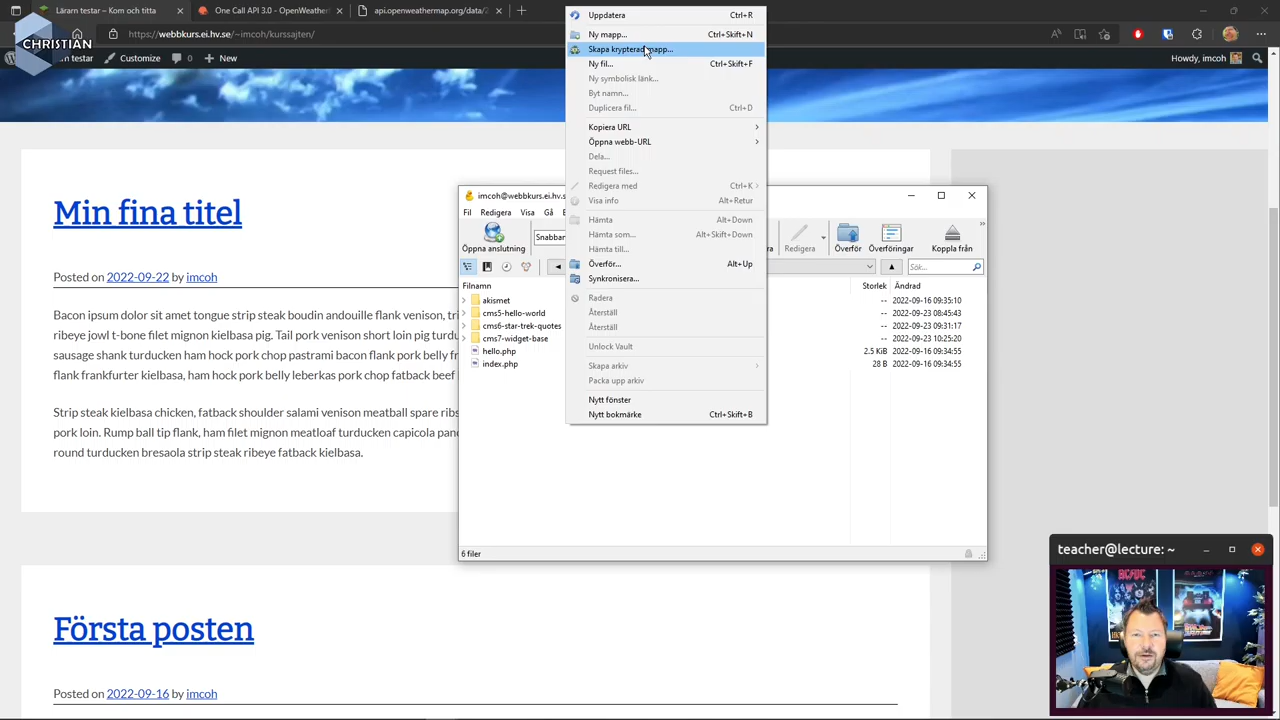 CHRISTIAN
Lärare testar: Kom och titta!
One Call API 3.0 - OpenWeather
Uppdatera
api.openweathermap.org/data/
https://webbkurs.ei.hv.se/~imcoh/kurssajten/
rn testar
Customize
0
New
Howdy, imcoh
Min fina titel
Posted on 2022-09-22 by imcoh
Bacon ipsum dolor sit amet tongue strip steak boudin andouille flank venison, tri
ribeye jowl t-bone filet mignon kielbasa pig. Tail pork venison short loin pig turdu
sausage shank turducken ham hock pork chop pastrami bacon flank pork belly fr
flank frankfurter kielbasa, ham hock pork belly leberkas pork chop fatback beef
Strip steak kielbasa chicken, fatback shoulder salami venison meatball spare ribs
pork loin. Rump ball tip flank, ham filet mignon meatloaf turducken capicola pan
round turducken bresaola strip steak ribeye fatback kielbasa.
Första posten
Posted on 2022-09-16 by imcoh
Uppdatera Ctrl+R
Ny mapp... Ctrl+Skift+N
Skapa krypterad mapp...
Ny fil... Ctrl+Skift+F
Ny symbolisk länk...
Byt namn...
Duplicera fil... Ctrl+D
Kopiera URL
Öppna webb-URL
Dela...
Request files...
Redigera med Ctrl+K
Visa info Alt+Retur
Hämta Alt+Down
Hämta som... Alt+Skift+Down
Hämta till...
Överför... Alt+Up
Synkronisera...
Radera
Återställ
Återställ
Unlock Vault
Skapa arkiv
Packa upp arkiv
Nytt fönster
Nytt bokmärke Ctrl+Skift+B
imcoh@webbkurs.ei.hv.s
Fil Redigera Visa Gå
Öppna anslutning
Snabban
Redigera
Överför
Överföringar
Koppla från
Sök...
Filnamn Storlek Ändrad
akismet -- 2022-09-16 09:35:10
cms5-hello-world -- 2022-09-23 08:45:43
cms6-star-trek-quotes -- 2022-09-23 09:31:17
cms7-widget-base -- 2022-09-23 10:25:20
hello.php 2.5 KiB 2022-09-16 09:34:55
index.php 28 B 2022-09-16 09:34:55
6 filer
teacher@lecture: ~